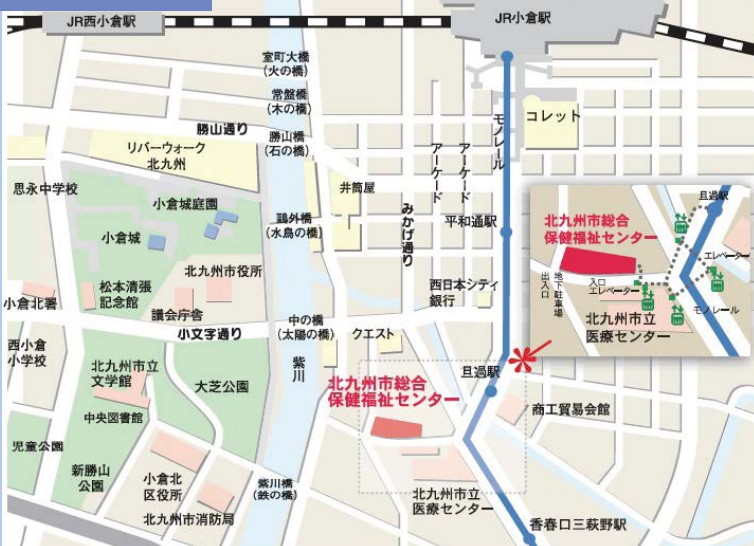 JR西小倉駅
JR小倉駅
室町大橋
(火の橋)
常盤橋
(木の橋)
勝山通り
勝山橋
(石の橋)
リバーウォーク
北九州
アーケード
アーケード
モノレール
コレット
思永中学校
小倉城庭園
井筒屋
鴎外橋
(水鳥の橋)
みかげ通り
平和通駅
小倉城
北九州市役所
松本清張
記念館
小倉北署
議会庁舎
小文字通り
中の橋
(太陽の橋)
クエスト
西日本シティ
銀行
西小倉
小学校
紫川
北九州市立
文学館
大芝公園
中央図書館
北九州市総合
保健福祉センター
旦過駅
商工貿易会館
児童公園
新勝山
公園
小倉北
区役所
北九州市消防局
紫川橋
(鉄の橋)
北九州市立
医療センター
香春口三萩野駅
旦過駅
北九州市総合
保健福祉センター
エレベーター
地下駐車場
出入口
入口
エレベーター
モノレール
北九州市立
医療センター